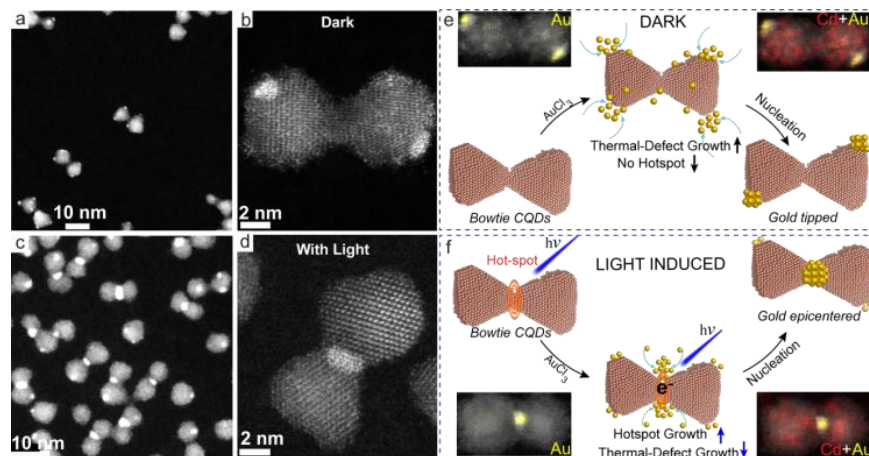 a
10 nm
b
Dark
2 nm
c
10 nm
d
With Light
2 nm
e
DARK
Au
Cd+Au
AuCl3
Nucleation
Thermal-Defect Growth
No Hotspot
Bowtie CQDs
Gold tipped
f
hν
LIGHT INDUCED
Hot-spot
Bowtie CQDs
hν
Gold epicentered
AuCl3
Nucleation
e-
Au
Hotspot Growth
Thermal-Defect Growth
Cd+Au